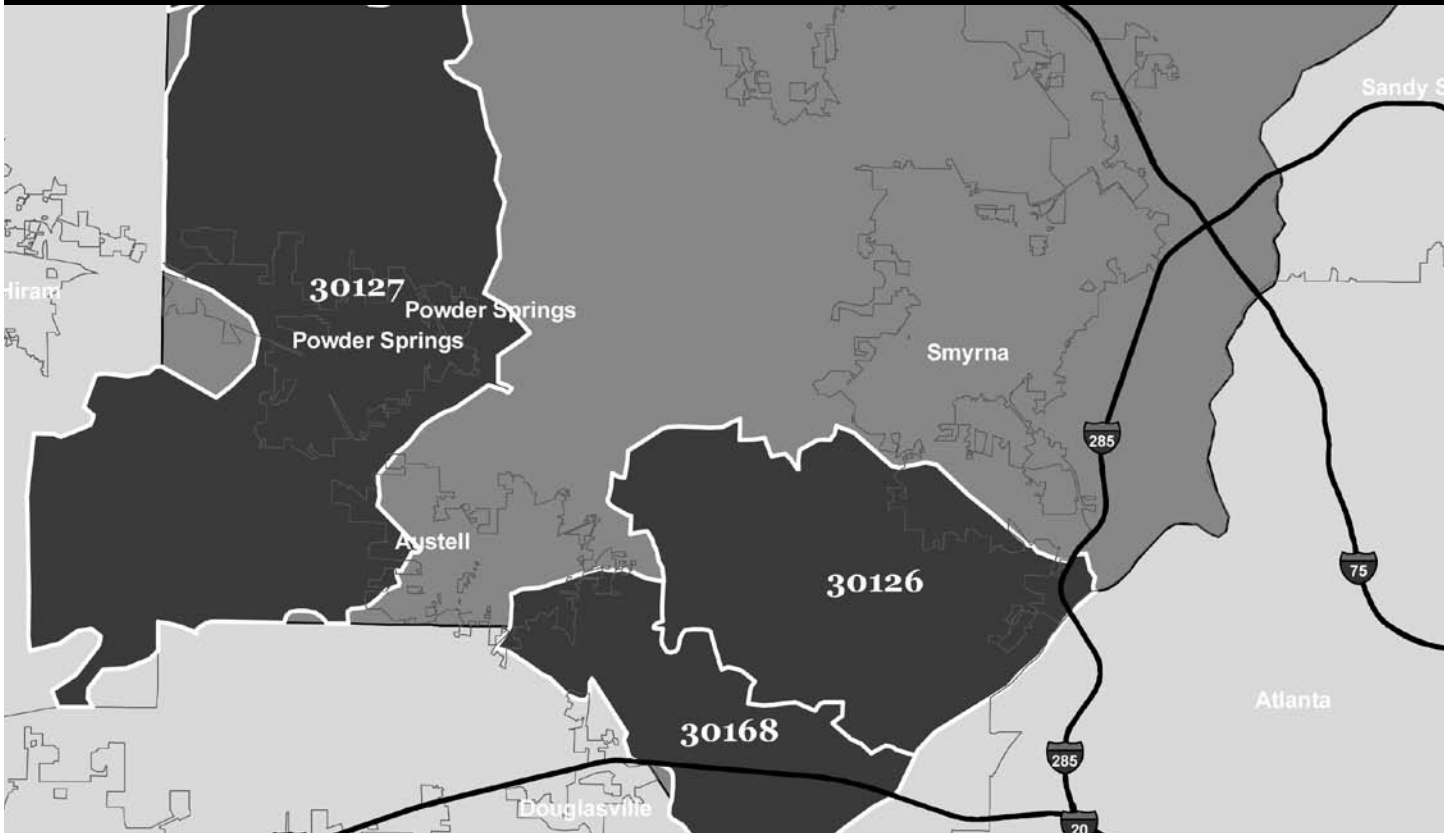 Sandy S
30127
Hiram
Powder Springs
Powder Springs
Smyrna
285
Austell
75
30126
Atlanta
30168
285
Douglasville
20